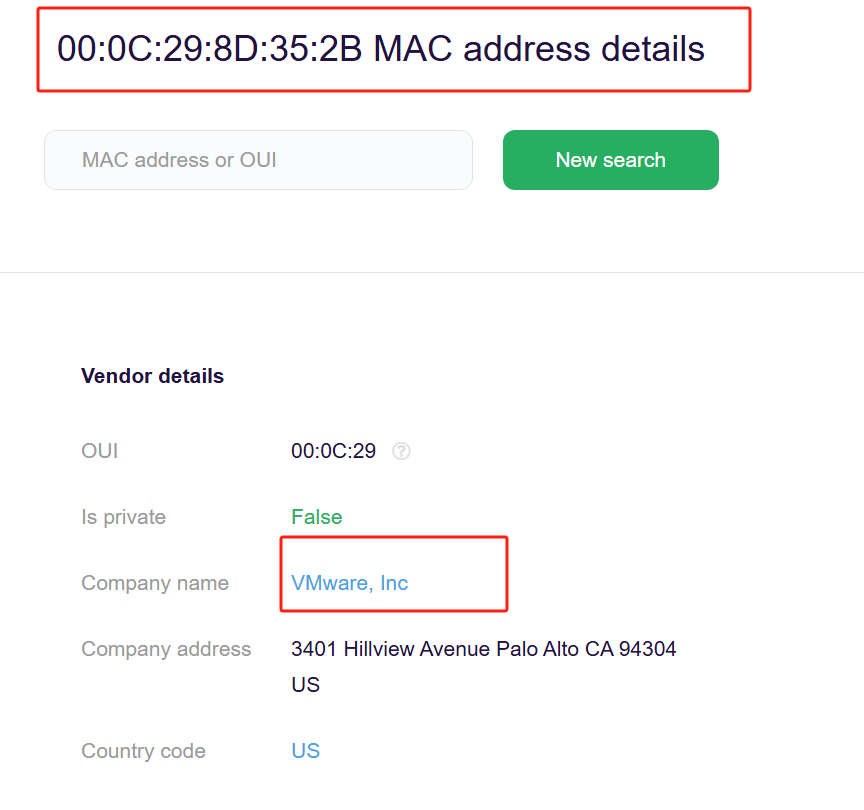 00:0C:29:8D:35:2B MAC address details
MAC address or OUI
New search
Vendor details
OUI 00:0C:29 ?
Is private False
Company name VMware, Inc
Company address 3401 Hillview Avenue Palo Alto CA 94304
US
Country code US